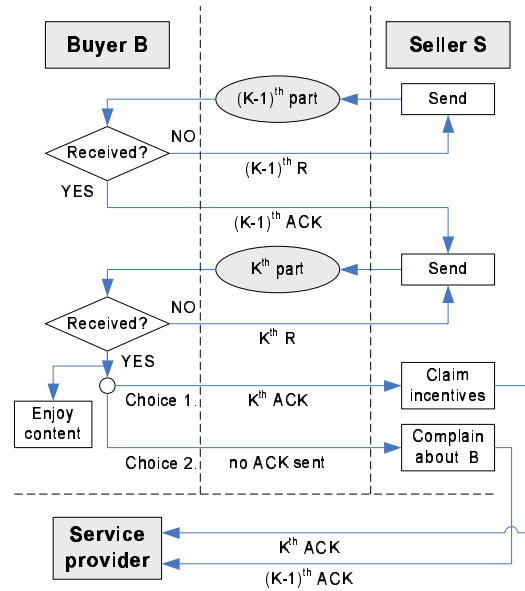 Buyer B
Seller S
(K-1)th part
Send
Received?
NO
(K-1)th R
YES
(K-1)th ACK
Kth part
Send
Received?
NO
Kth R
YES
Enjoy
content
Choice 1.
Kth ACK
Claim
incentives
Choice 2.
no ACK sent
Complain
about B
Service
provider
Kth ACK
(K-1)th ACK